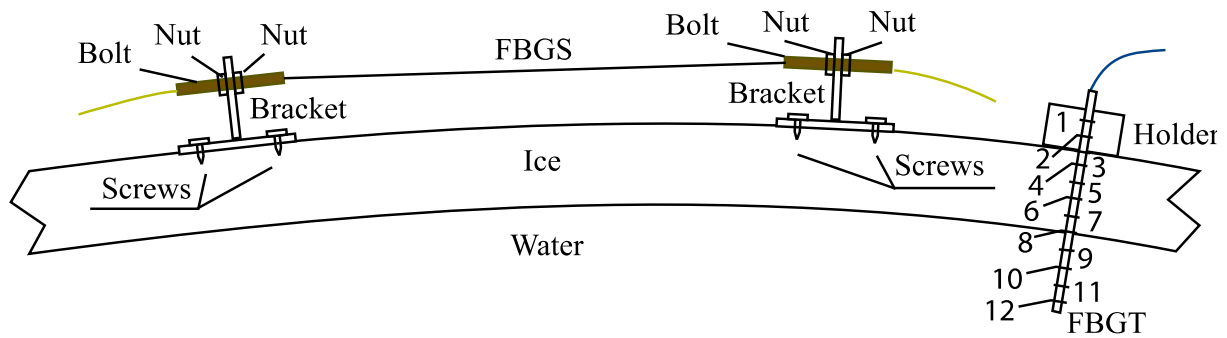 Bolt
Nut
Nut
FBGS
Bolt
Nut
Nut
Bracket
Bracket
Screws
Ice
Screws
Water
Holder
1
2
3
4
5
6
7
8
9
10
11
12
FBGT